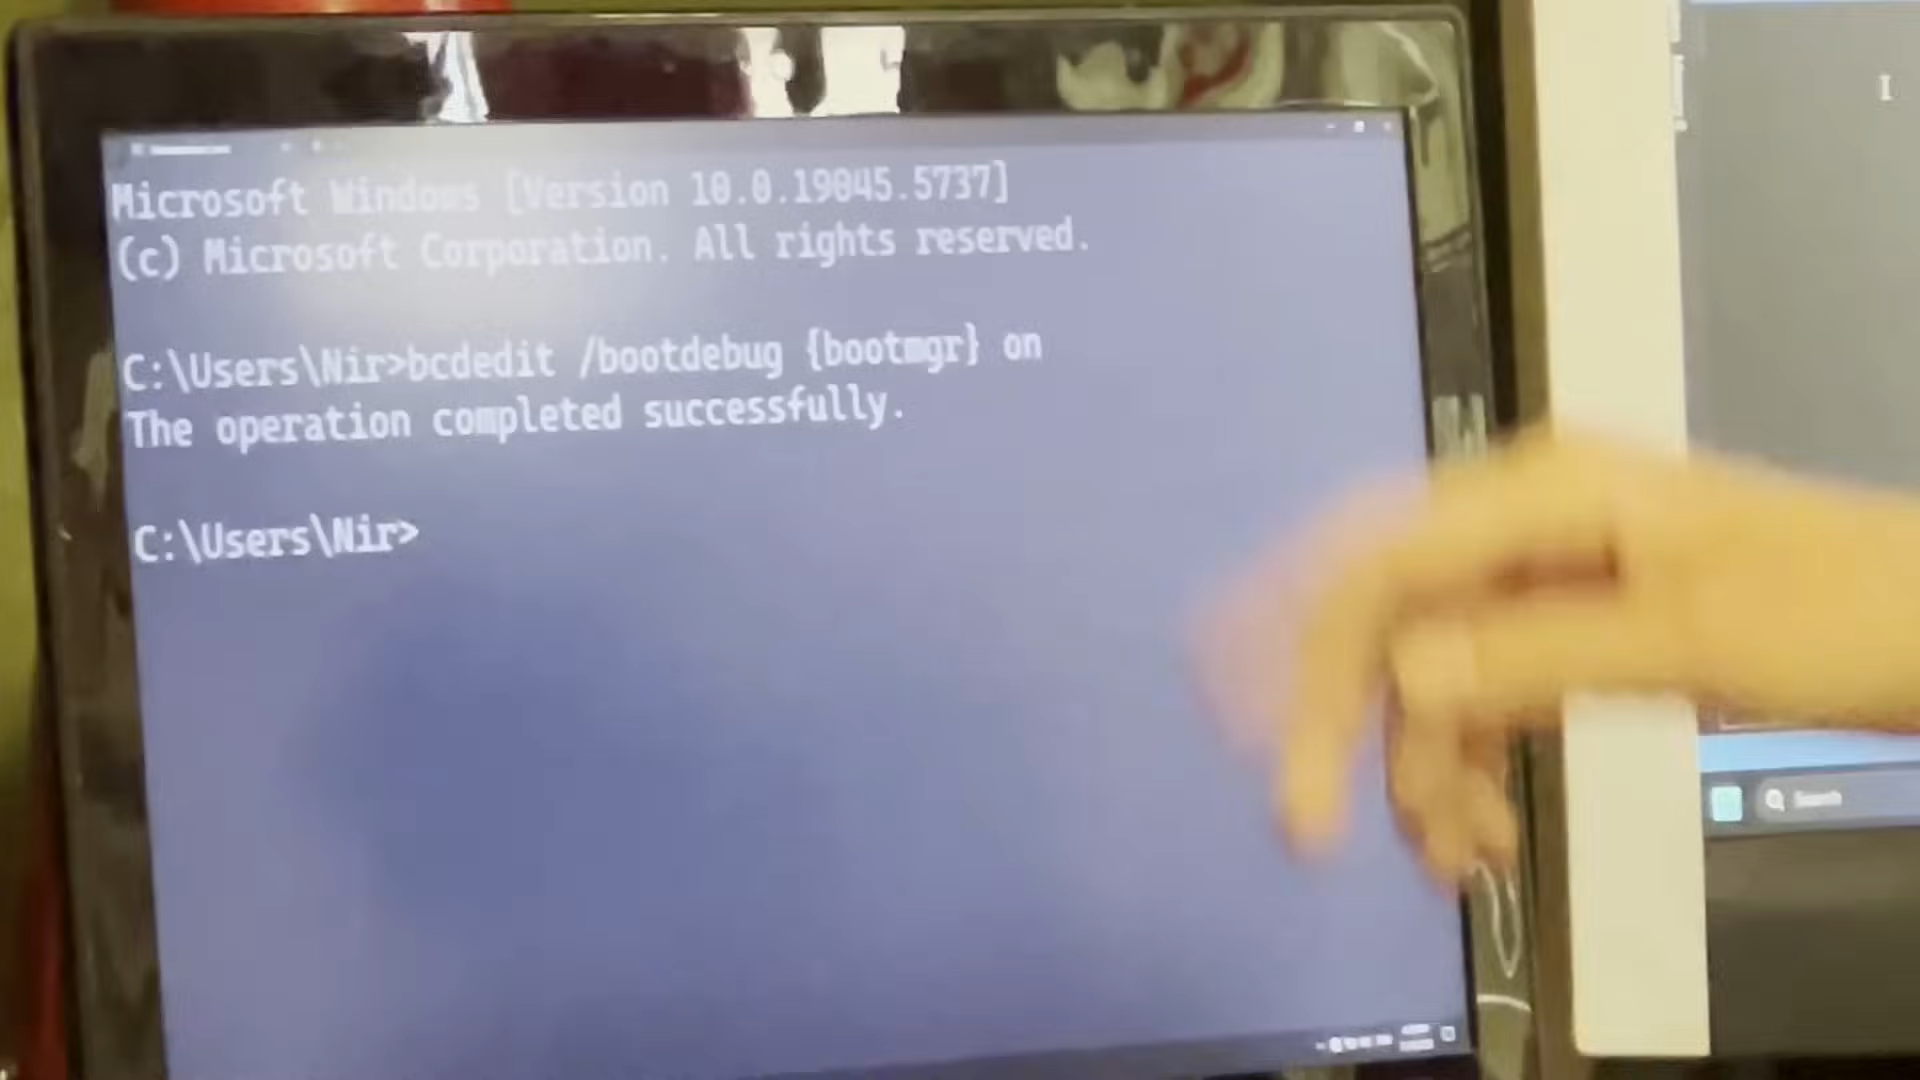 Microsoft Windows [Version 10.0.19045.5737]
(c) Microsoft Corporation. All rights reserved.
C:\Users\Nir>bcdedit /bootdebug {bootmgr} on
The operation completed successfully.
C:\Users\Nir>
Search